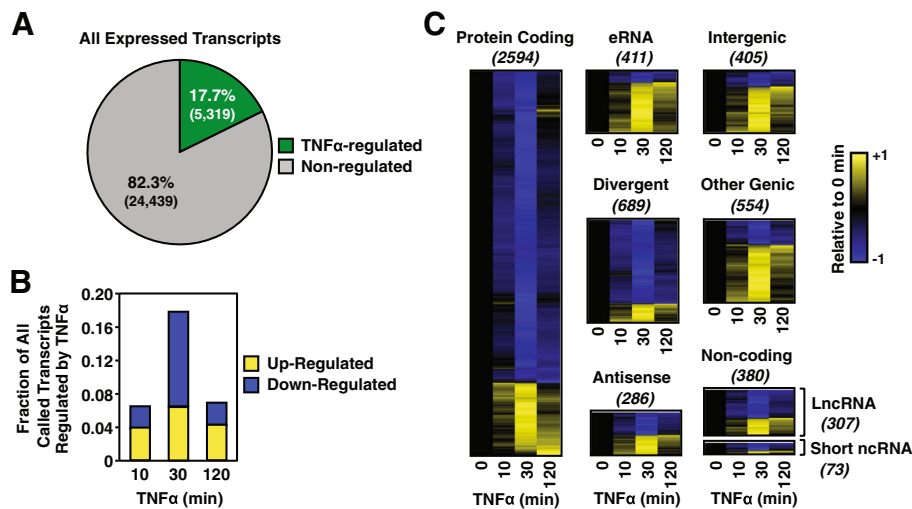 A
All Expressed Transcripts
17.7%
(5,319)
82.3%
(24,439)
TNFα-regulated
Non-regulated
B
Fraction of All
Called Transcripts
Regulated by TNFα
0.20
0.16
0.12
0.08
0.04
0
10 30 120
TNFα (min)
Up-Regulated
Down-Regulated
C
Protein Coding
(2594)
0 10 30 120
TNFα (min)
eRNA
(411)
0 10 30 120
Divergent
(689)
0 10 30 120
Antisense
(286)
0 10 30 120
TNFα (min)
Intergenic
(405)
0 10 30 120
Other Genic
(554)
0 10 30 120
Non-coding
(380)
LncRNA
(307)
Short ncRNA
(73)
0 10 30 120
TNFα (min)
Relative to 0 min
+1
-1